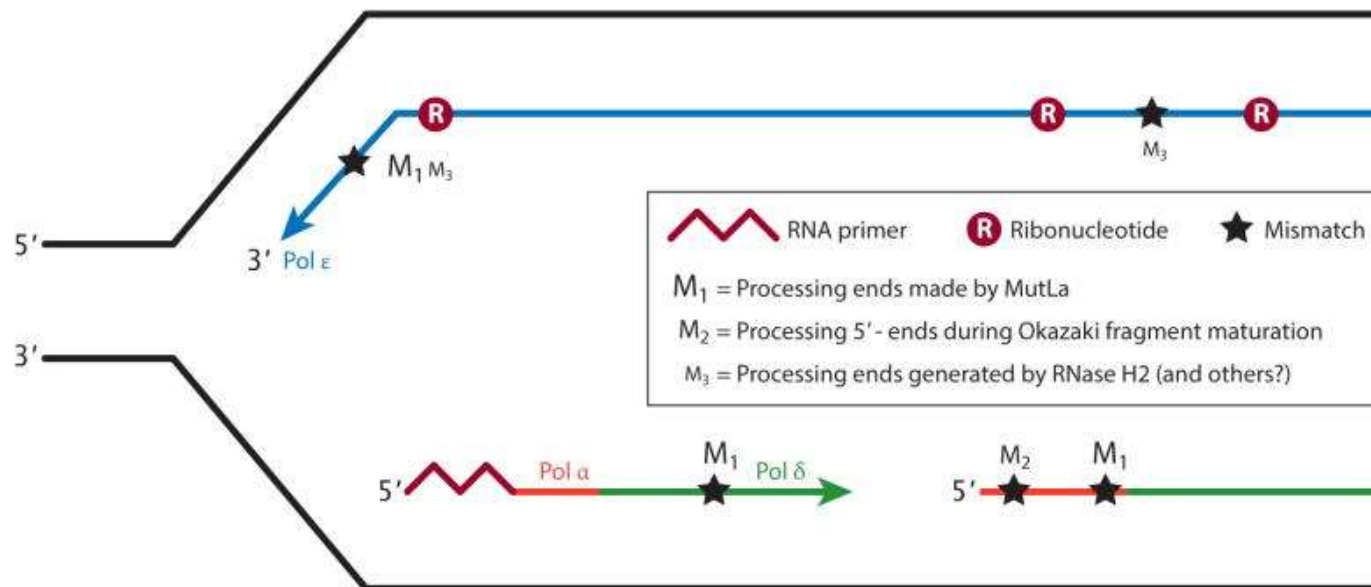 R
R
R
M₁ M₃
M₃
5′
3′ Pol ε
RNA primer
R Ribonucleotide
Mismatch
M₁ = Processing ends made by MutLa
M₂ = Processing 5′- ends during Okazaki fragment maturation
M₃ = Processing ends generated by RNase H2 (and others?)
3′
5′
Pol α
M₁
Pol δ
5′
M₂
M₁